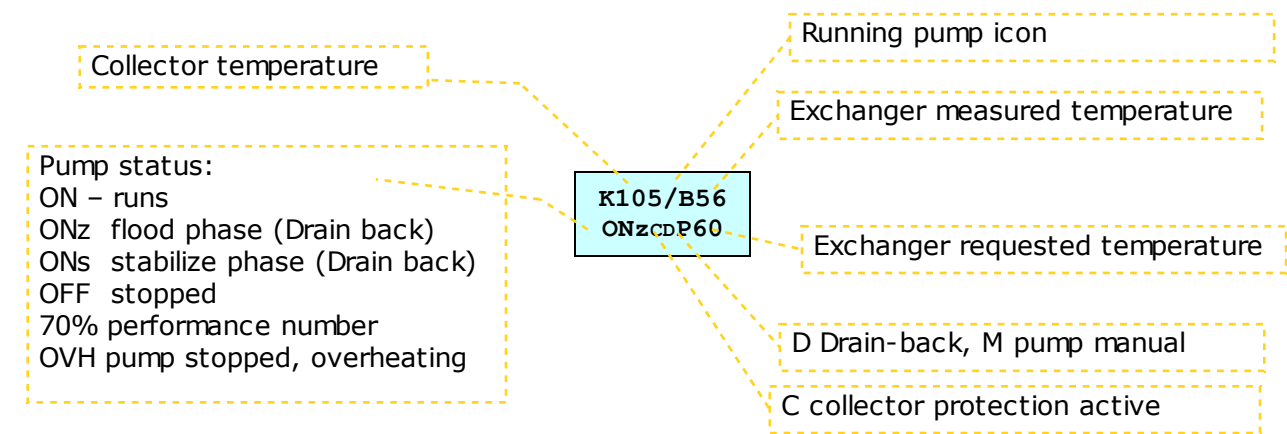 Running pump icon
Collector temperature
Exchanger measured temperature
Pump status:
ON – runs
ONz flood phase (Drain back)
ONs stabilize phase (Drain back)
OFF stopped
70% performance number
OVH pump stopped, overheating
K105/B56
ONzCDP60
Exchanger requested temperature
D Drain-back, M pump manual
C collector protection active